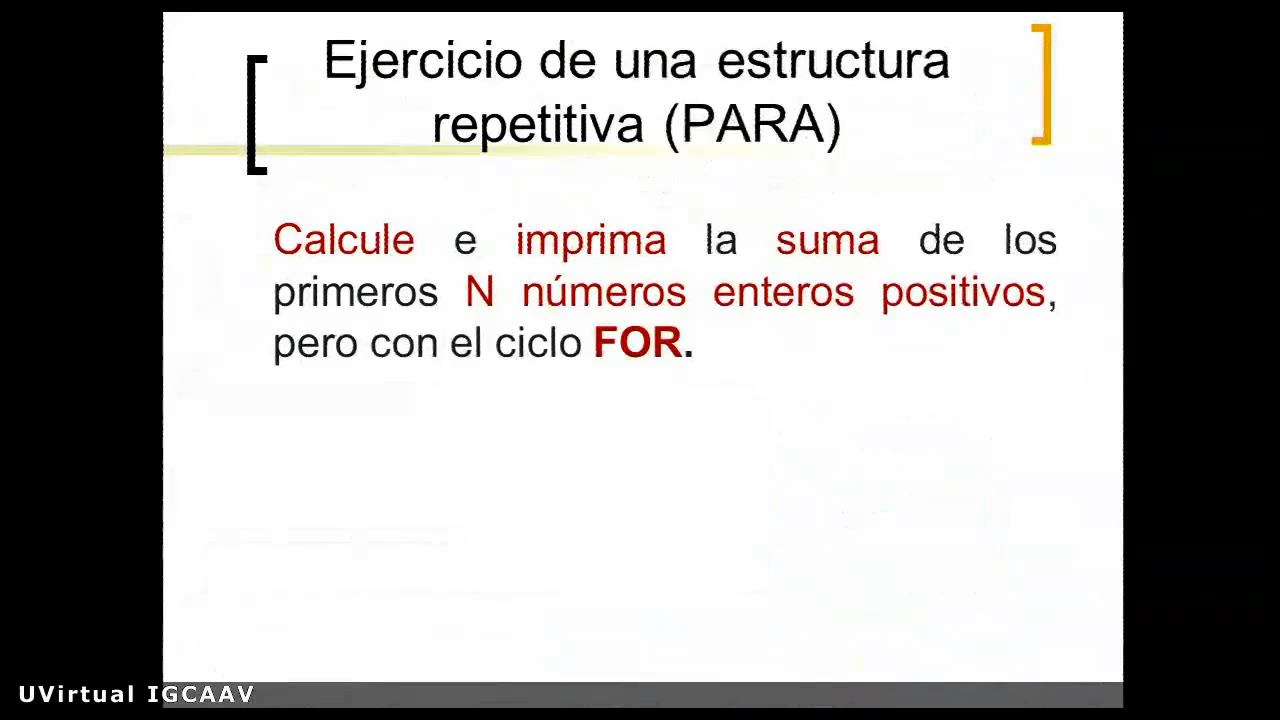 Ejercicio de una estructura
repetitiva (PARA)
Calcule e imprima la suma de los
primeros N números enteros positivos,
pero con el ciclo FOR.
UVirtual IGCAAV